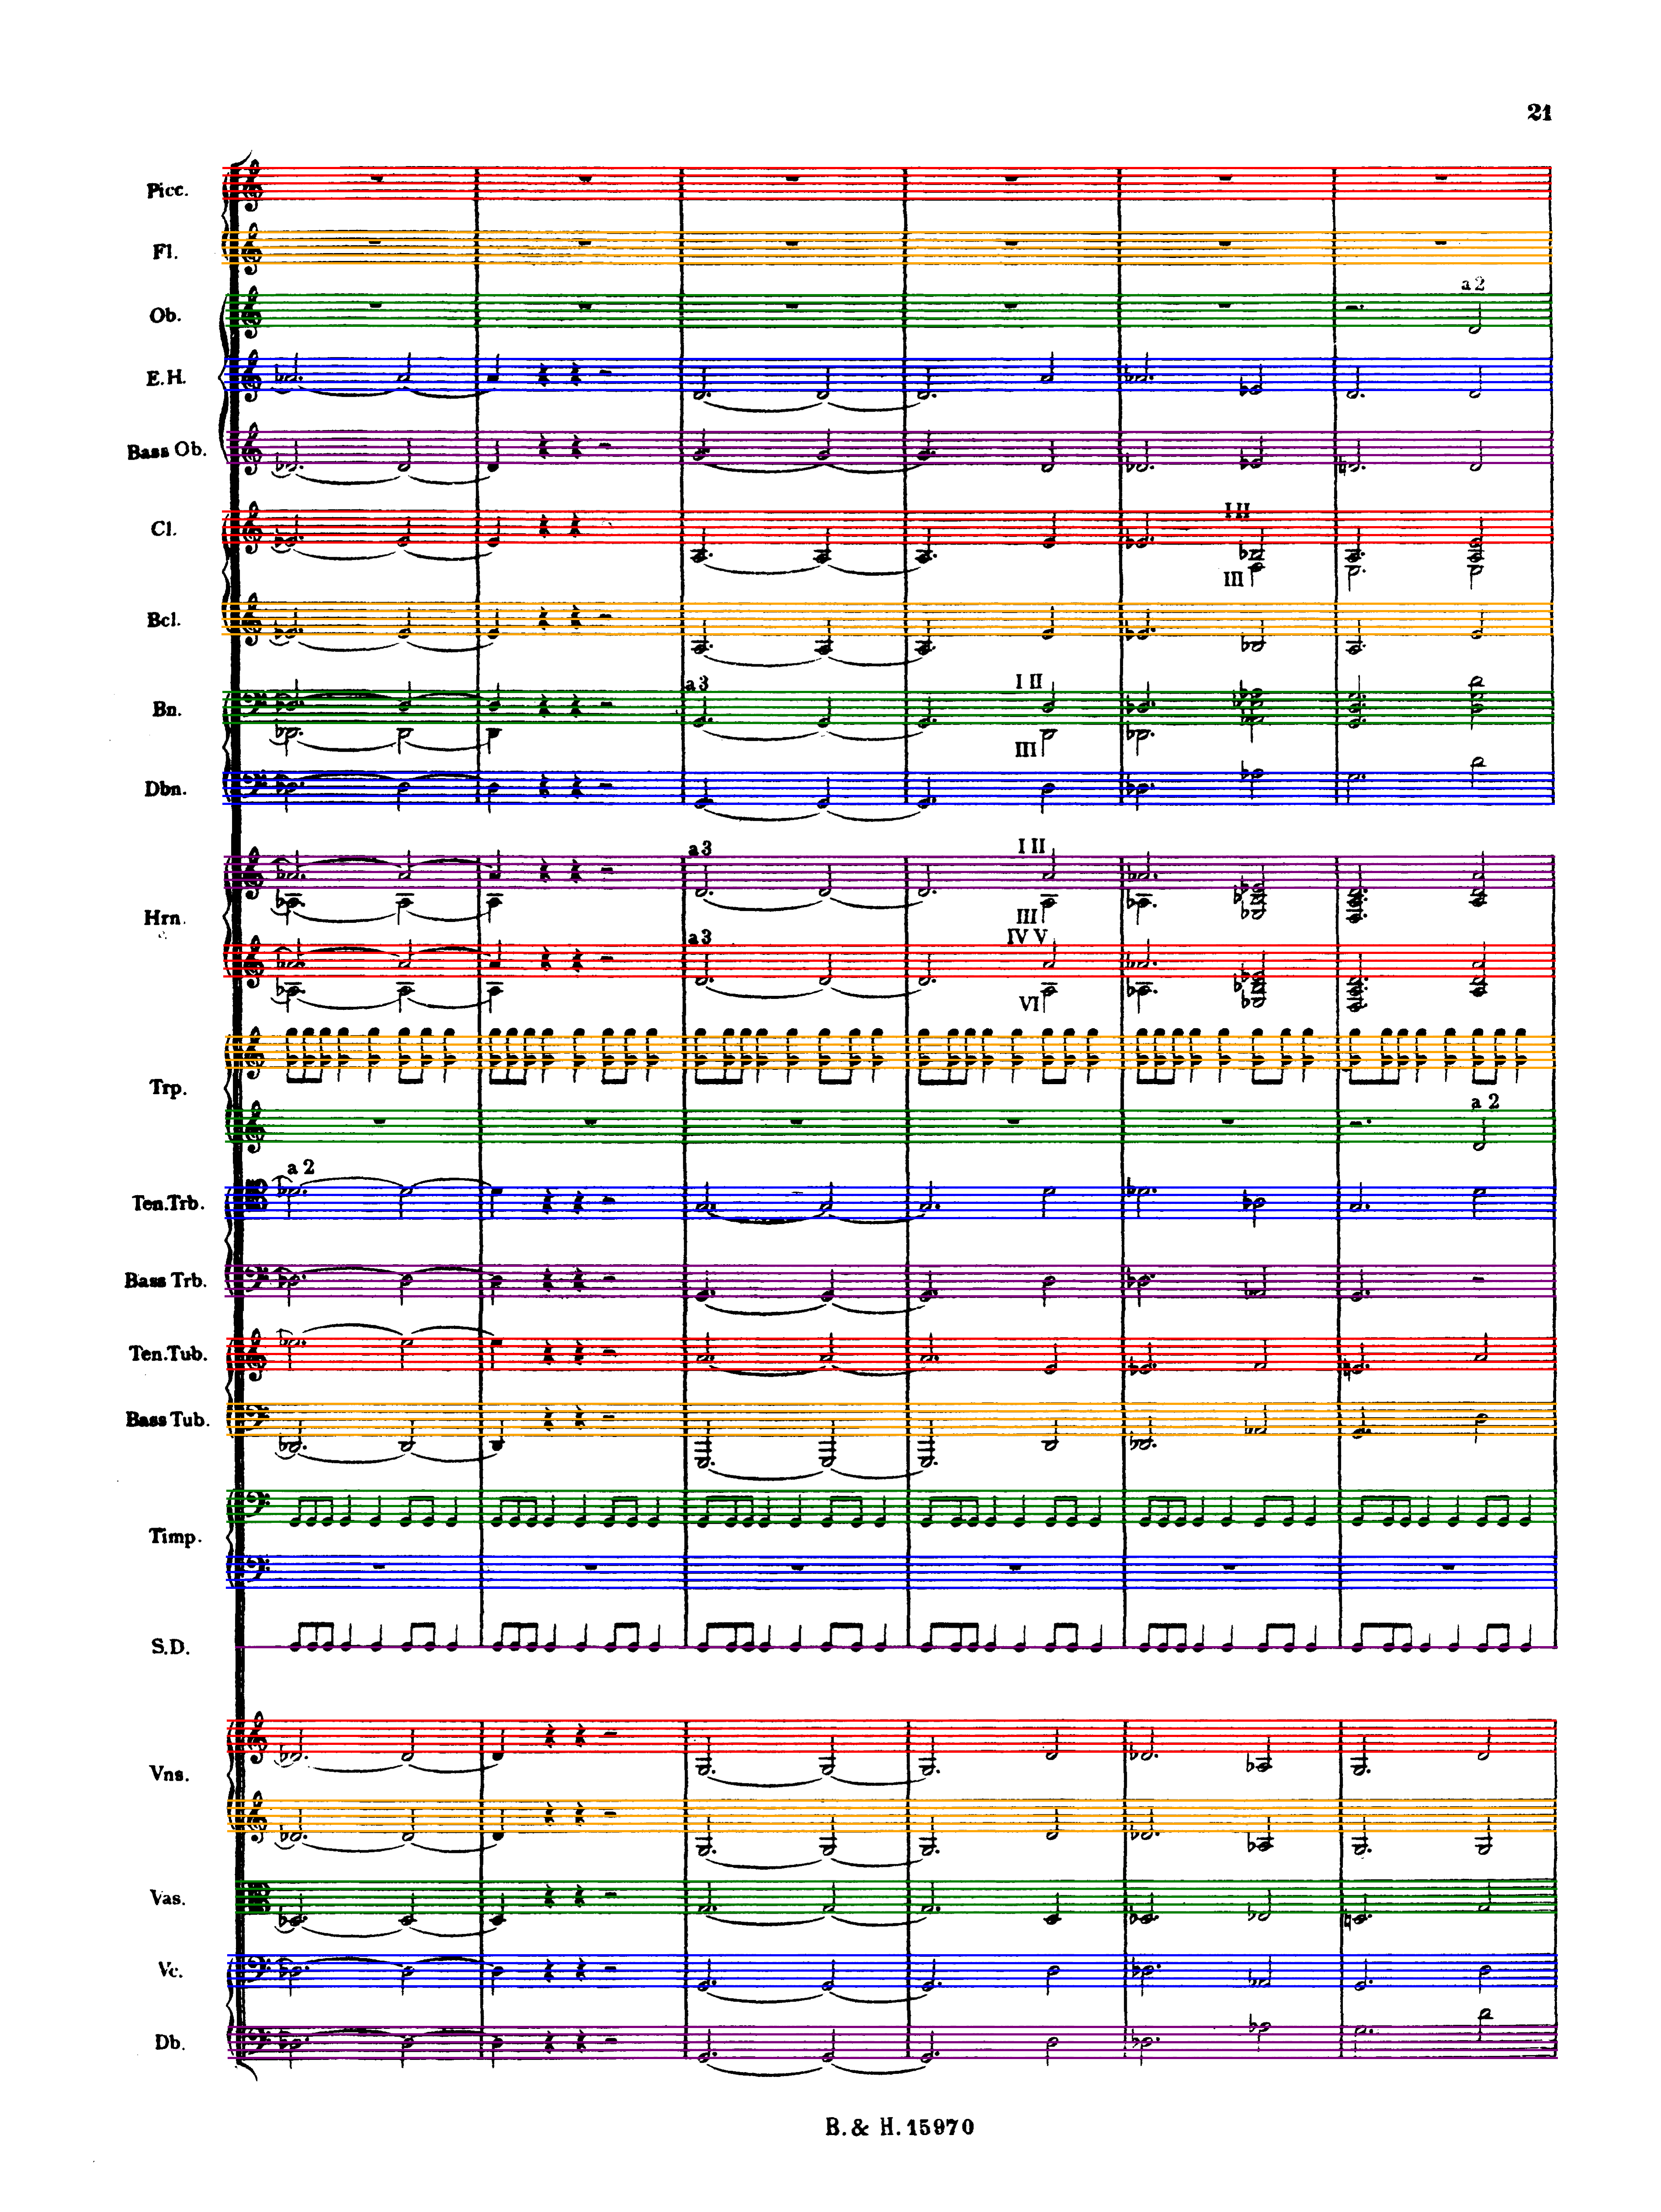 21
Picc.
Fl.
a 2
Ob.
E.H.
Bass Ob.
I II
Cl.
III
Bcl.
a 3 I II
Bn.
III
Dbn.
a 3 I II
III
Hrn.
a 3 IV V
VI
Trp.
a 2
a 2
Ten. Trb.
Bass Trb.
Ten. Tub.
Bass Tub.
Timp.
S.D.
Vns.
Vas.
Vc.
Db.
B. & H. 15970